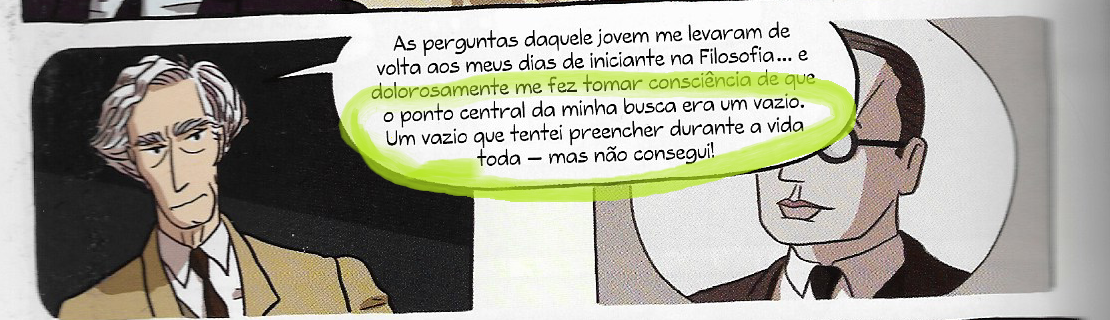 As perguntas daquele jovem me levaram de
volta aos meus dias de iniciante na Filosofia... e
dolorosamente me fez tomar consciência de que
o ponto central da minha busca era um vazio.
Um vazio que tentei preencher durante a vida
toda — mas não consegui!